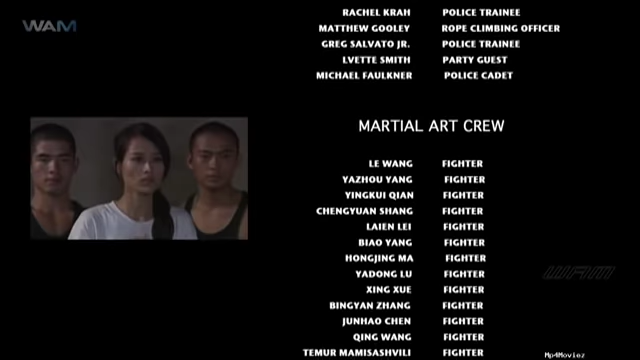 WAM
RACHEL KRAH POLICE TRAINEE
MATTHEW GOOLEY ROPE CLIMBING OFFICER
GREG SALVATO JR. POLICE TRAINEE
LVETTE SMITH PARTY GUEST
MICHAEL FAULKNER POLICE CADET
MARTIAL ART CREW
LE WANG FIGHTER
YAZHOU YANG FIGHTER
YINGKUI QIAN FIGHTER
CHENGYUAN SHANG FIGHTER
LAIEN LEI FIGHTER
BIAO YANG FIGHTER
HONGJING MA FIGHTER
YADONG LU FIGHTER
WAM
XING XUE FIGHTER
BINGYAN ZHANG FIGHTER
JUNHAO CHEN FIGHTER
QING WANG FIGHTER
TEMUR MAMISASHVILI FIGHTER
Mp4Moviez